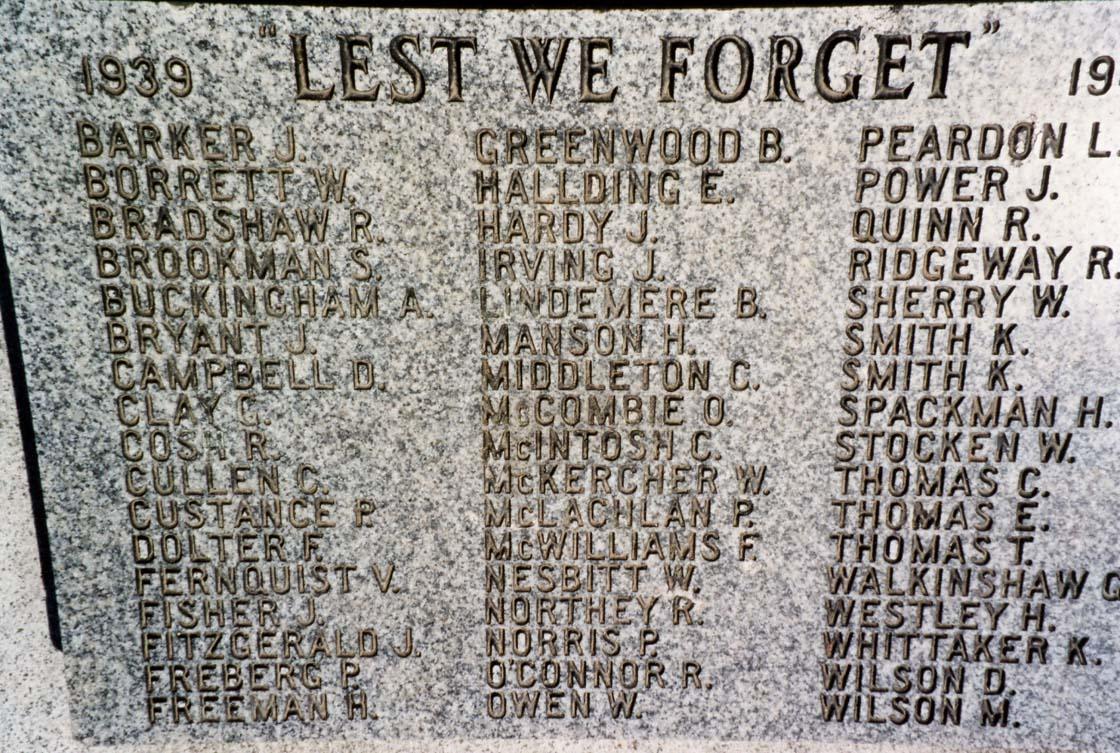 1939 "LEST WE FORGET" 19
BARKER J.
BORRETT W.
BRADSHAW R.
BROOKMAN S.
BUCKINGHAM A.
BRYANT J.
CAMPBELL D.
CLAY G.
COSH R.
CULLEN C.
CUSTANCE P.
DOLTER F.
FERNQUIST V.
FISHER J.
FITZGERALD J.
FREBERG P.
FREEMAN H.
GREENWOOD B.
HALLDING E.
HARDY J.
IRVING J.
LINDEMERE B.
MANSON H.
MIDDLETON C.
McCOMBIE O.
McINTOSH C.
McKERCHER W.
McLACHLAN P.
McWILLIAMS F.
NESBITT W.
NORTHEY R.
NORRIS P.
O'CONNOR R.
OWEN W.
PEARDON L.
POWER J.
QUINN R.
RIDGEWAY R.
SHERRY W.
SMITH K.
SMITH K.
SPACKMAN H.
STOCKEN W.
THOMAS C.
THOMAS E.
THOMAS T.
WALKINSHAW
WESTLEY H.
WHITTAKER K.
WILSON D.
WILSON M.